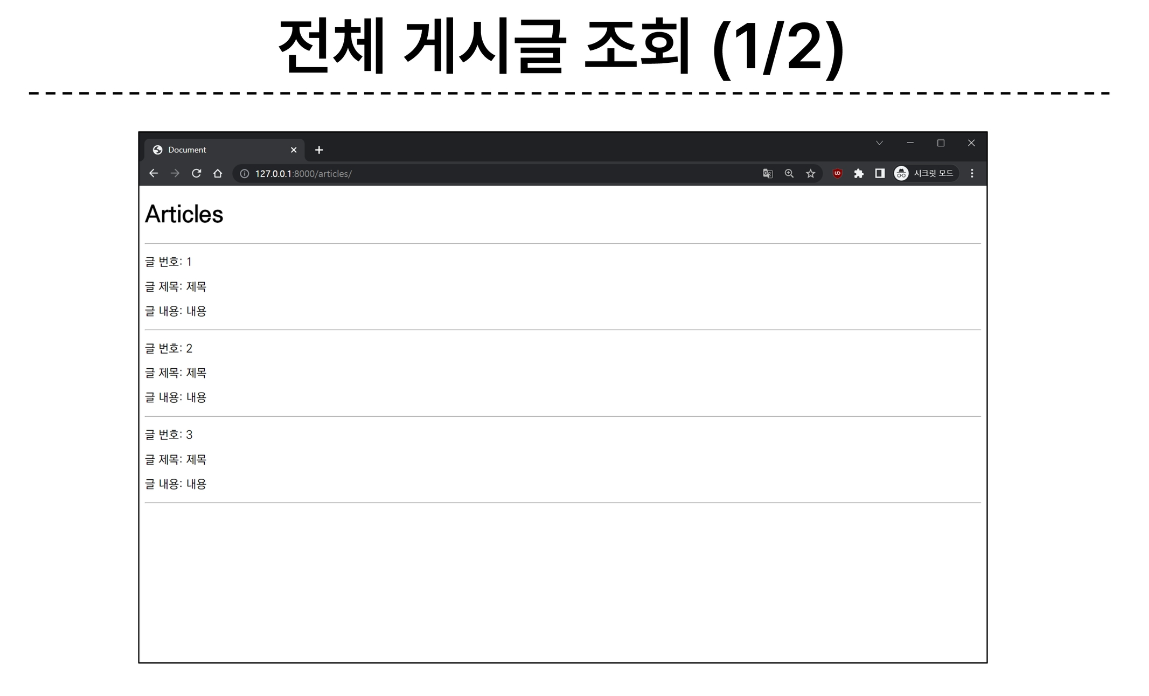 전체 게시글 조회 (1/2)
Document
127.0.0.1:8000/articles/
시크릿 모드
Articles
글 번호: 1
글 제목: 제목
글 내용: 내용
글 번호: 2
글 제목: 제목
글 내용: 내용
글 번호: 3
글 제목: 제목
글 내용: 내용